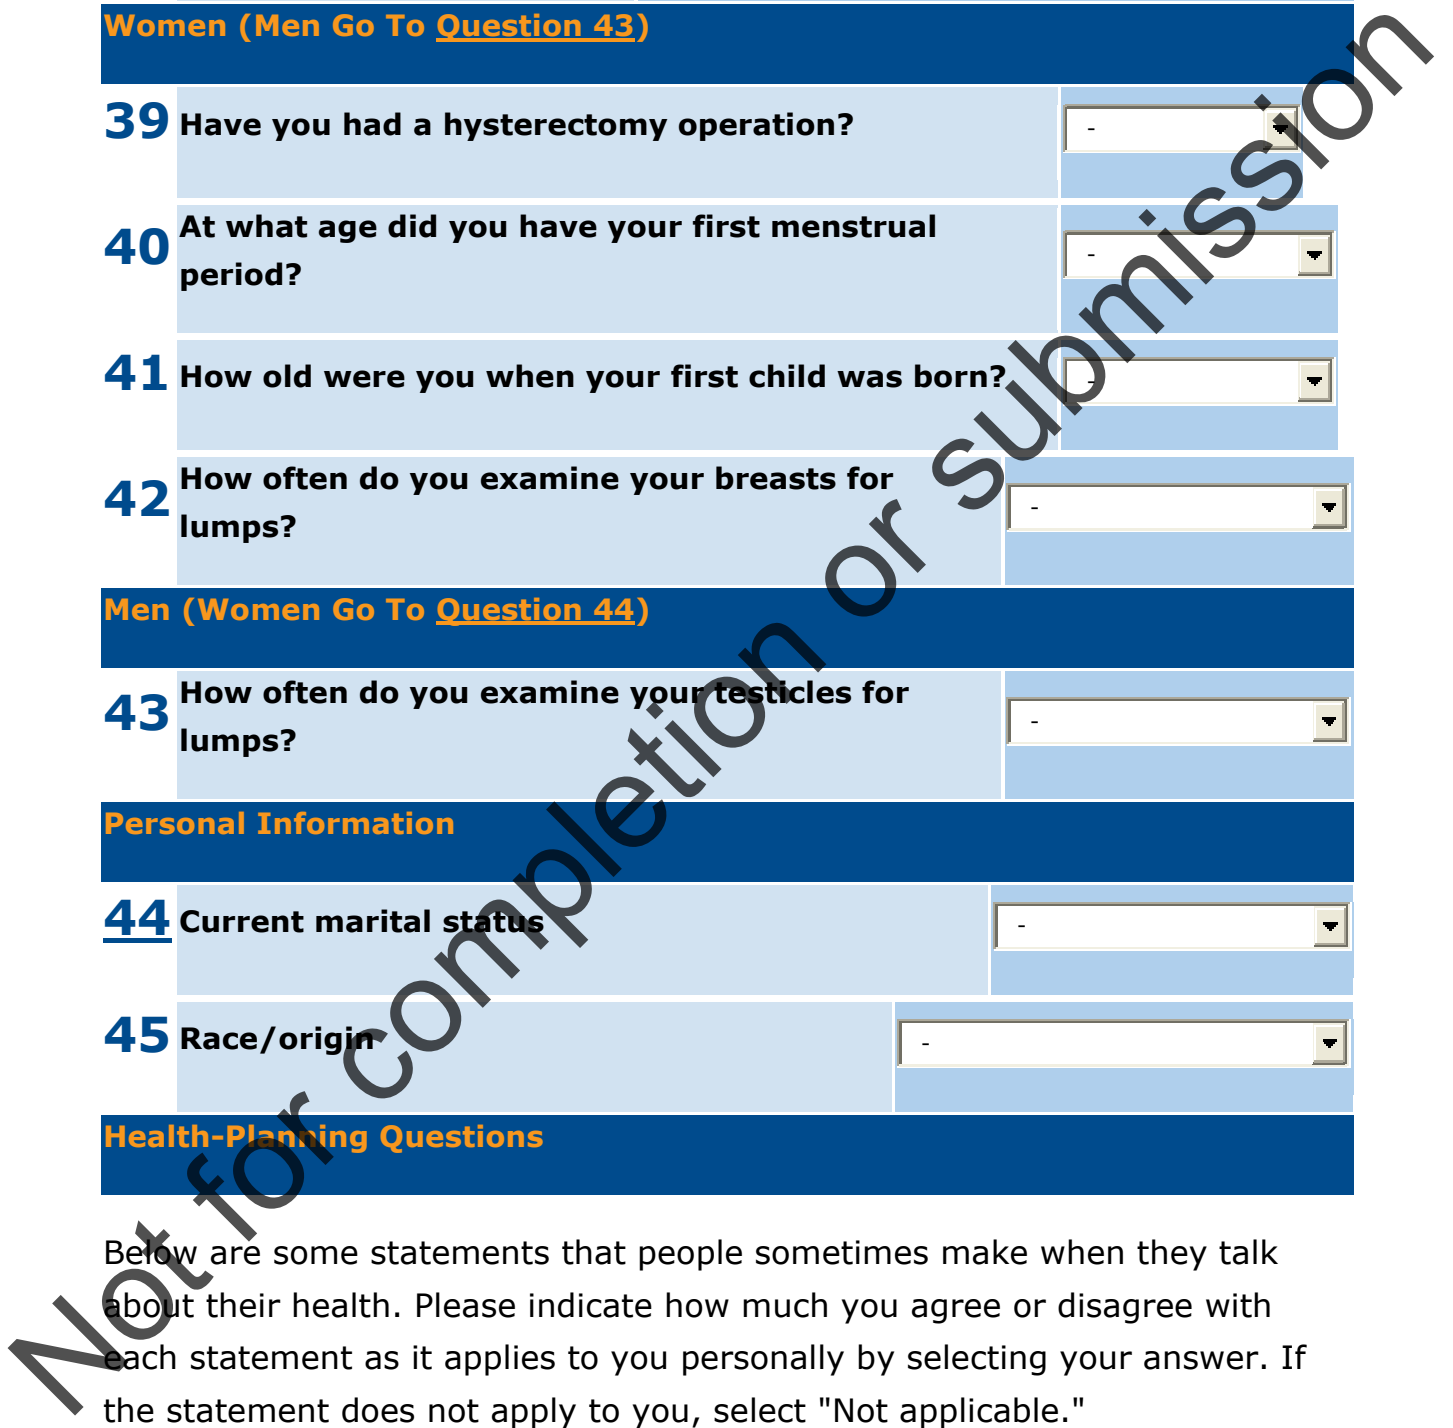 Women (Men Go To Question 43)
39 Have you had a hysterectomy operation? -
40 At what age did you have your first menstrual
period? -
41 How old were you when your first child was born? -
42 How often do you examine your breasts for
lumps? -
Men (Women Go To Question 44)
43 How often do you examine your testicles for
lumps? -
Personal Information
44 Current marital status -
45 Race/origin -
Health-Planning Questions
Below are some statements that people sometimes make when they talk
about their health. Please indicate how much you agree or disagree with
each statement as it applies to you personally by selecting your answer. If
the statement does not apply to you, select "Not applicable."
Not for completion or submission